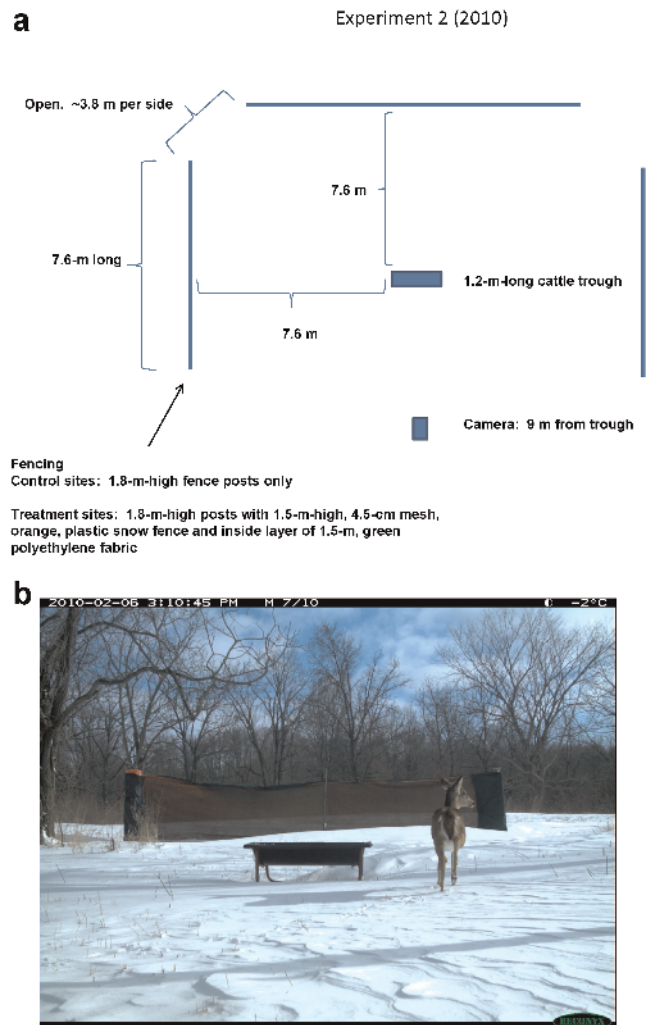 a
Experiment 2 (2010)
Open. ~3.8 m per side
7.6 m
7.6-m long
1.2-m-long cattle trough
7.6 m
Camera: 9 m from trough
Fencing
Control sites: 1.8-m-high fence posts only
Treatment sites: 1.8-m-high posts with 1.5-m-high, 4.5-cm mesh,
orange, plastic snow fence and inside layer of 1.5-m, green
polyethylene fabric
b
2010-02-06 3:10:45 PM M 7/10 -2°C
RECONYX